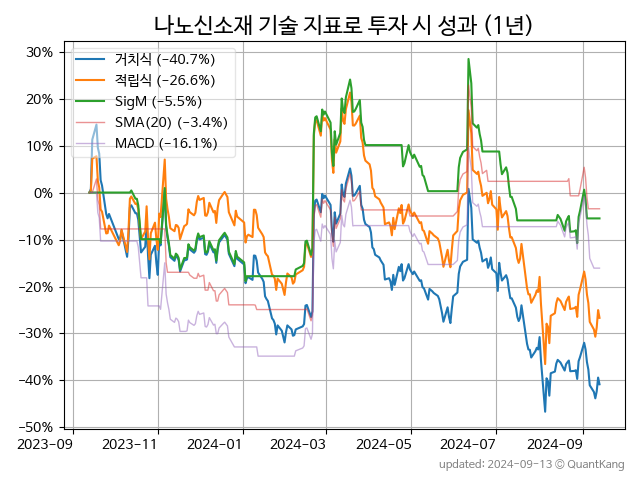 나노신소재 기술 지표로 투자 시 성과 (1년)
30%
20%
10%
0%
−10%
−20%
−30%
−40%
−50%
거치식 (−40.7%)
적립식 (−26.6%)
SigM (−5.5%)
SMA(20) (−3.4%)
MACD (−16.1%)
2023-09 2023-11 2024-01 2024-03 2024-05 2024-07 2024-09
updated: 2024-09-13 © QuantKang